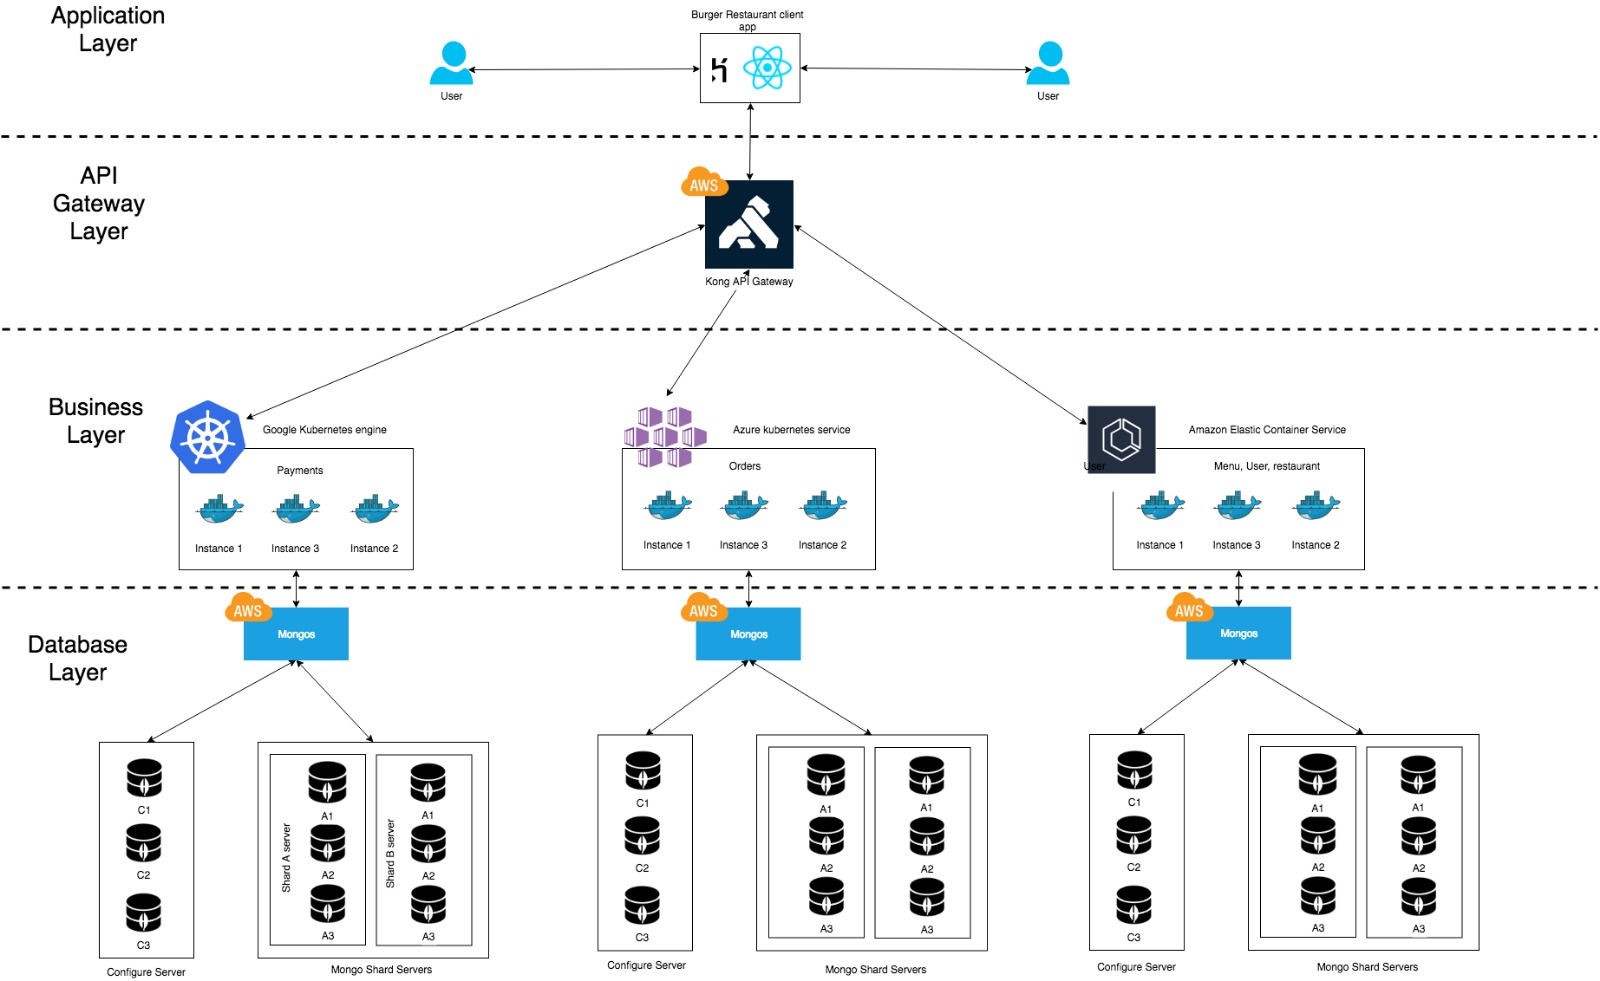 Application
Layer
Burger Restaurant client
app
User
User
API
Gateway
Layer
AWS
Kong API Gateway
Business
Layer
Google Kubernetes engine
Payments
Instance 1
Instance 3
Instance 2
Azure kubernetes service
Orders
Instance 1
Instance 3
Instance 2
Amazon Elastic Container Service
User
Menu, User, restaurant
Instance 1
Instance 3
Instance 2
Database
Layer
AWS
Mongos
AWS
Mongos
AWS
Mongos
C1
C2
C3
Configure Server
Shard A server
A1
A2
A3
Shard B server
A1
A2
A3
Mongo Shard Servers
C1
C2
C3
Configure Server
A1
A2
A3
A1
A2
A3
Mongo Shard Servers
C1
C2
C3
Configure Server
A1
A2
A3
A1
A2
A3
Mongo Shard Servers